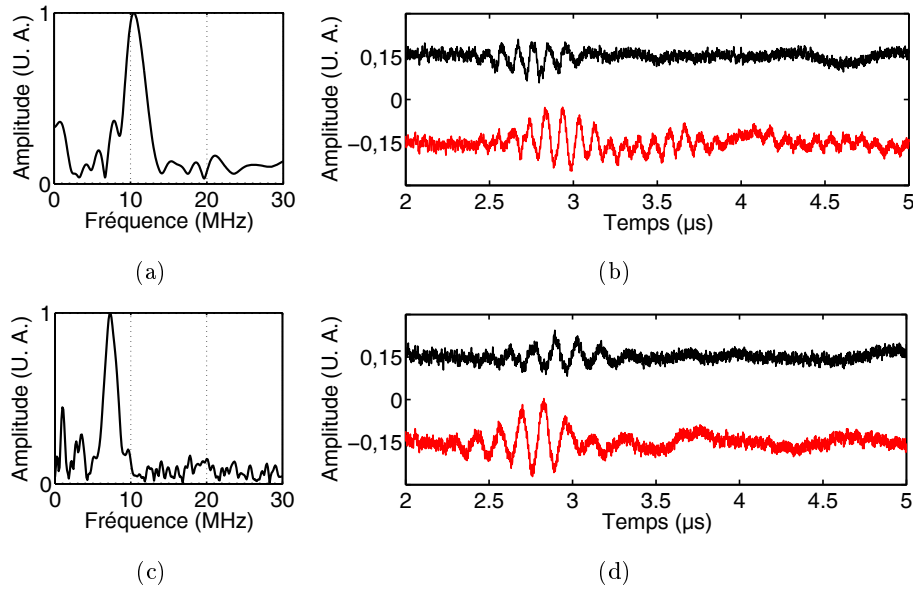 Amplitude (U. A.)
1
0
0 10 20 30
Fréquence (MHz)
(a)
Amplitude (U. A.)
0,15
0
−0,15
2 2.5 3 3.5 4 4.5 5
Temps (µs)
(b)
Amplitude (U. A.)
1
0
0 10 20 30
Fréquence (MHz)
(c)
Amplitude (U. A.)
0,15
0
−0,15
2 2.5 3 3.5 4 4.5 5
Temps (µs)
(d)